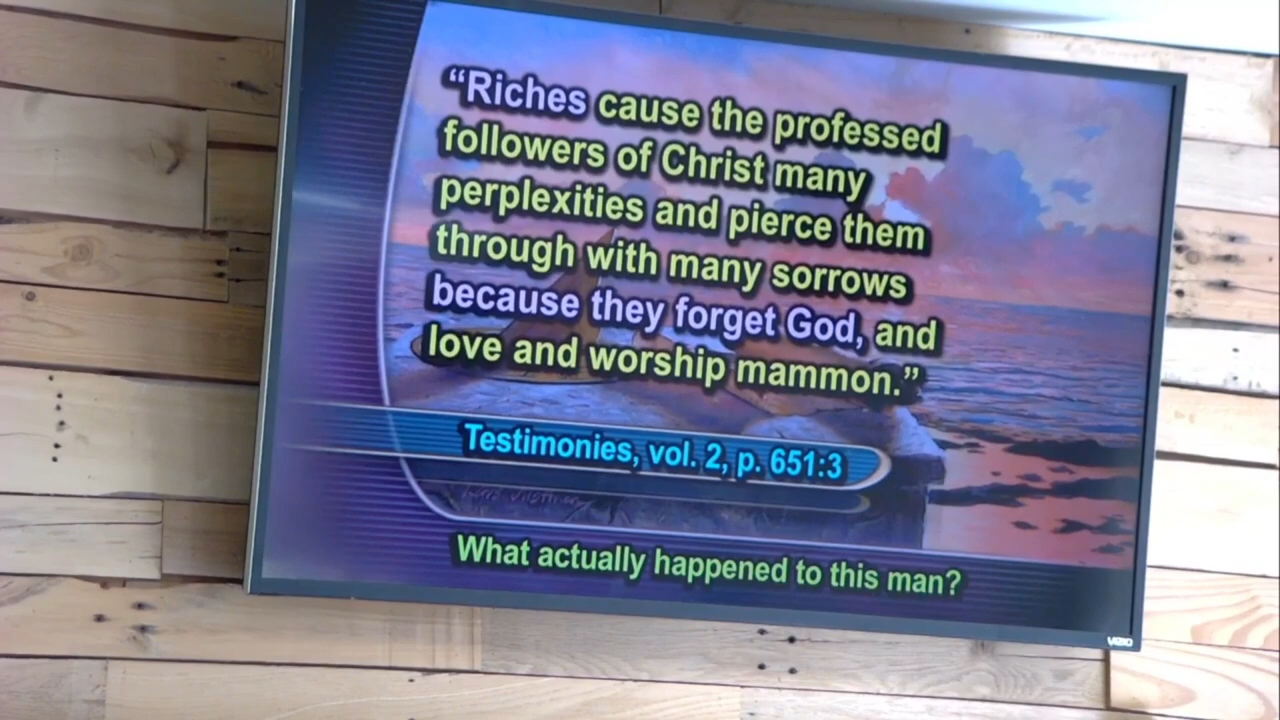 “Riches cause the professed
followers of Christ many
perplexities and pierce them
through with many sorrows
because they forget God, and
love and worship mammon.”
Testimonies, vol. 2, p. 651:3
What actually happened to this man?
VIZIO